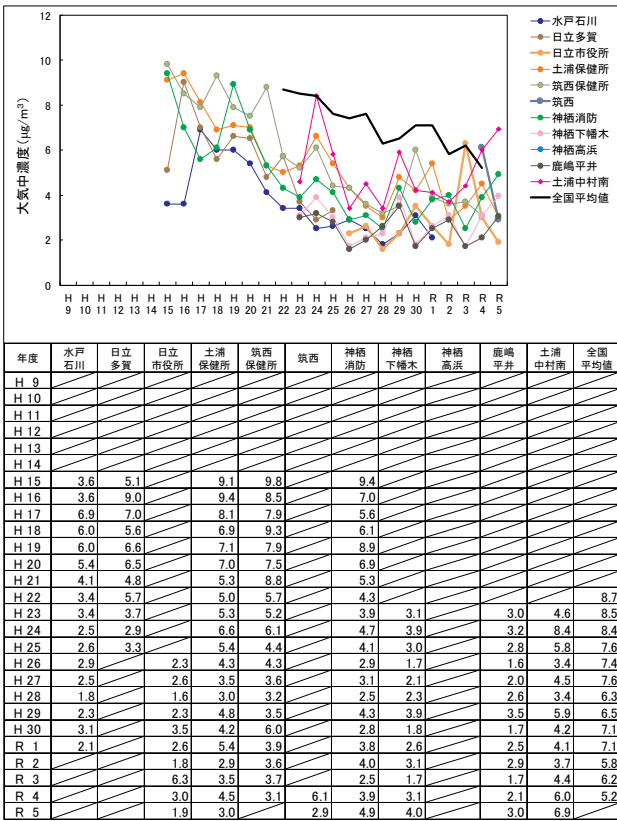 大気中濃度(μg/m³)
12
10
8
6
4
2
0
H H H H H H H H H H H H H H H H H H H H H H R R R R R
9 10 11 12 13 14 15 16 17 18 19 20 21 22 23 24 25 26 27 28 29 30 1 2 3 4 5
水戸石川
日立多賀
日立市役所
土浦保健所
筑西保健所
筑西
神栖消防
神栖下幡木
神栖高浜
鹿嶋平井
土浦中村南
全国平均値
年度 水戸石川 日立多賀 日立市役所 土浦保健所 筑西保健所 筑西 神栖消防 神栖下幡木 神栖高浜 鹿嶋平井 土浦中村南 全国平均値
H 9
H 10
H 11
H 12
H 13
H 14
H 15 3.6 5.1 9.1 9.8 9.4
H 16 3.6 9.0 9.4 8.5 7.0
H 17 6.9 7.0 8.1 7.9 5.6
H 18 6.0 5.6 6.9 9.3 6.1
H 19 6.0 6.6 7.1 7.9 8.9
H 20 5.4 6.5 7.0 7.5 6.9
H 21 4.1 4.8 5.3 8.8 5.3
H 22 3.4 5.7 5.0 5.7 4.3 8.7
H 23 3.4 3.7 5.3 5.2 3.9 3.1 3.0 4.6 8.5
H 24 2.5 2.9 6.6 6.1 4.7 3.9 3.2 8.4 8.4
H 25 2.6 3.3 5.4 4.4 4.1 3.0 2.8 5.8 7.6
H 26 2.9 2.3 4.3 4.3 2.9 1.7 1.6 3.4 7.4
H 27 2.5 2.6 3.5 3.6 3.1 2.1 2.0 4.5 7.6
H 28 1.8 1.6 3.0 3.2 2.5 2.3 2.6 3.4 6.3
H 29 2.3 2.3 4.8 3.5 4.3 3.9 3.5 5.9 6.5
H 30 3.1 3.5 4.2 6.0 2.8 1.8 1.7 4.2 7.1
R 1 2.1 2.6 5.4 3.9 3.8 2.6 2.5 4.1 7.1
R 2 1.8 2.9 3.6 4.0 3.1 2.9 3.7 5.8
R 3 6.3 3.5 3.7 2.5 1.7 1.7 4.4 6.2
R 4 3.0 4.5 3.1 6.1 3.9 3.1 2.1 6.0 5.2
R 5 1.9 3.0 2.9 4.9 4.0 3.0 6.9